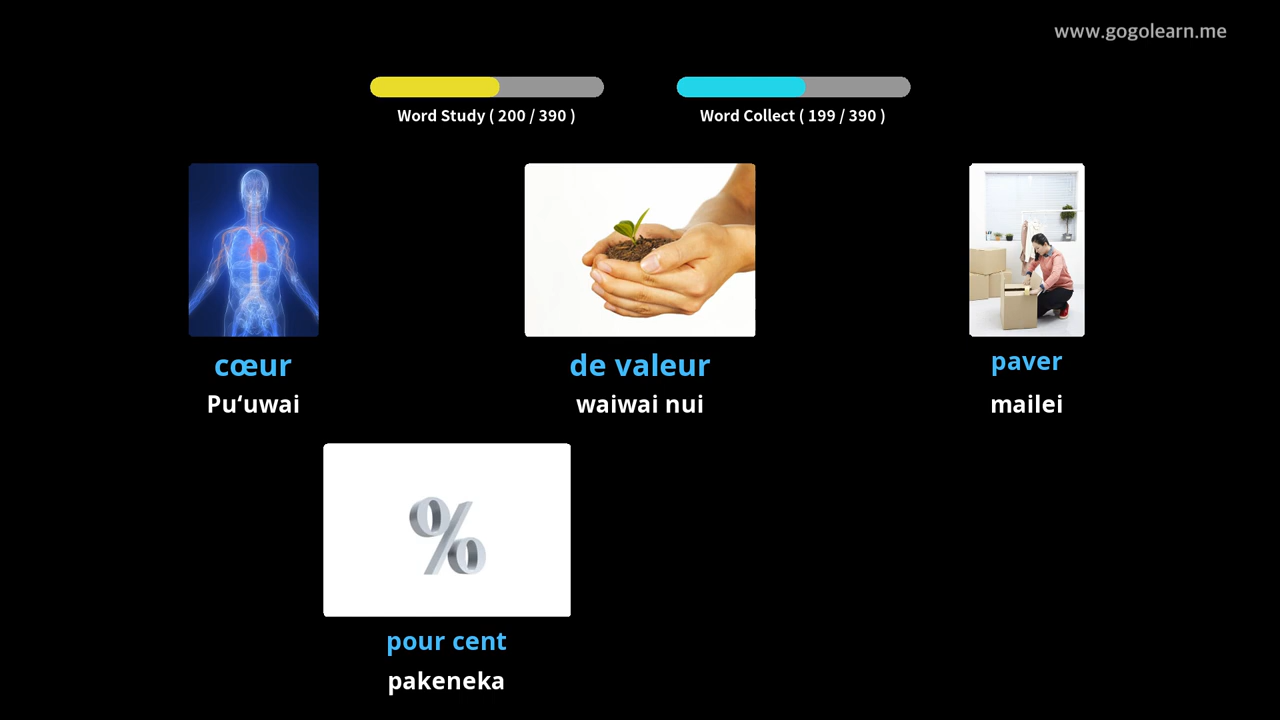 www.gogolearn.me
Word Study ( 200 / 390 )
Word Collect ( 199 / 390 )
cœur
de valeur
paver
Puʻuwai
waiwai nui
mailei
%
pour cent
pakeneka